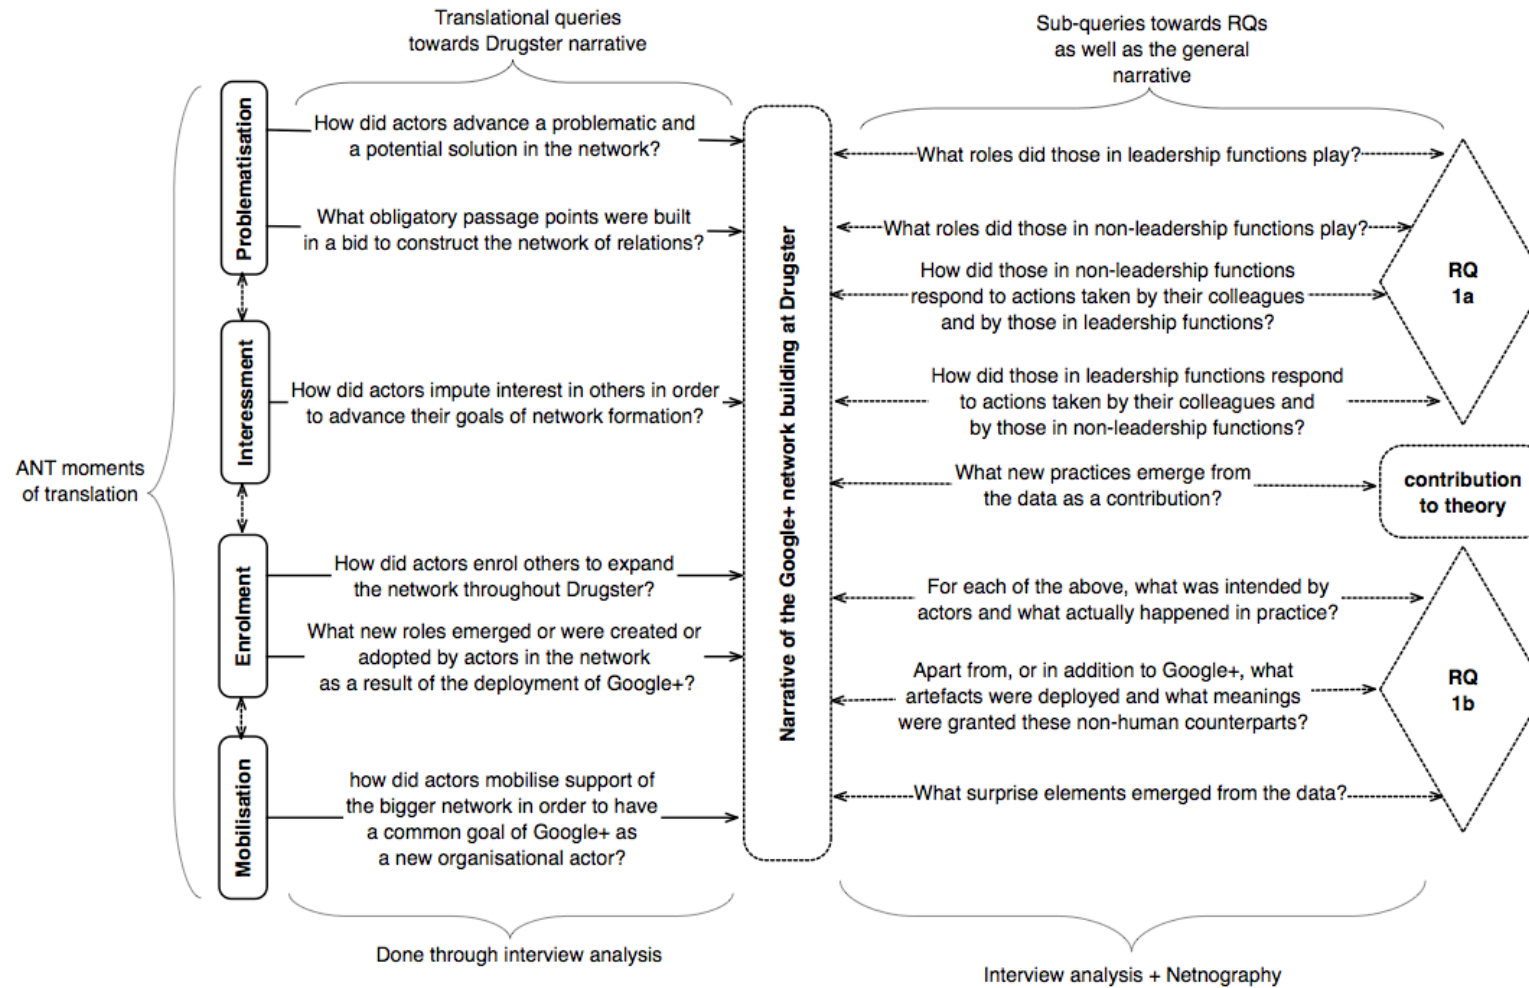 Translational queries
towards Drugster narrative
Sub-queries towards RQs
as well as the general
narrative
ANT moments
of translation
Problematisation
How did actors advance a problematic and
a potential solution in the network?
What obligatory passage points were built
in a bid to construct the network of relations?
Interessment
How did actors impute interest in others in order
to advance their goals of network formation?
Enrolment
How did actors enrol others to expand
the network throughout Drugster?
What new roles emerged or were created or
adopted by actors in the network
as a result of the deployment of Google+?
Mobilisation
how did actors mobilise support of
the bigger network in order to have
a common goal of Google+ as
a new organisational actor?
Done through interview analysis
Narrative of the Google+ network building at Drugster
What roles did those in leadership functions play?
What roles did those in non-leadership functions play?
How did those in non-leadership functions
respond to actions taken by their colleagues
and by those in leadership functions?
How did those in leadership functions respond
to actions taken by their colleagues and
by those in non-leadership functions?
RQ
1a
What new practices emerge from
the data as a contribution?
contribution
to theory
For each of the above, what was intended by
actors and what actually happened in practice?
Apart from, or in addition to Google+, what
artefacts were deployed and what meanings
were granted these non-human counterparts?
What surprise elements emerged from the data?
RQ
1b
Interview analysis + Netnography